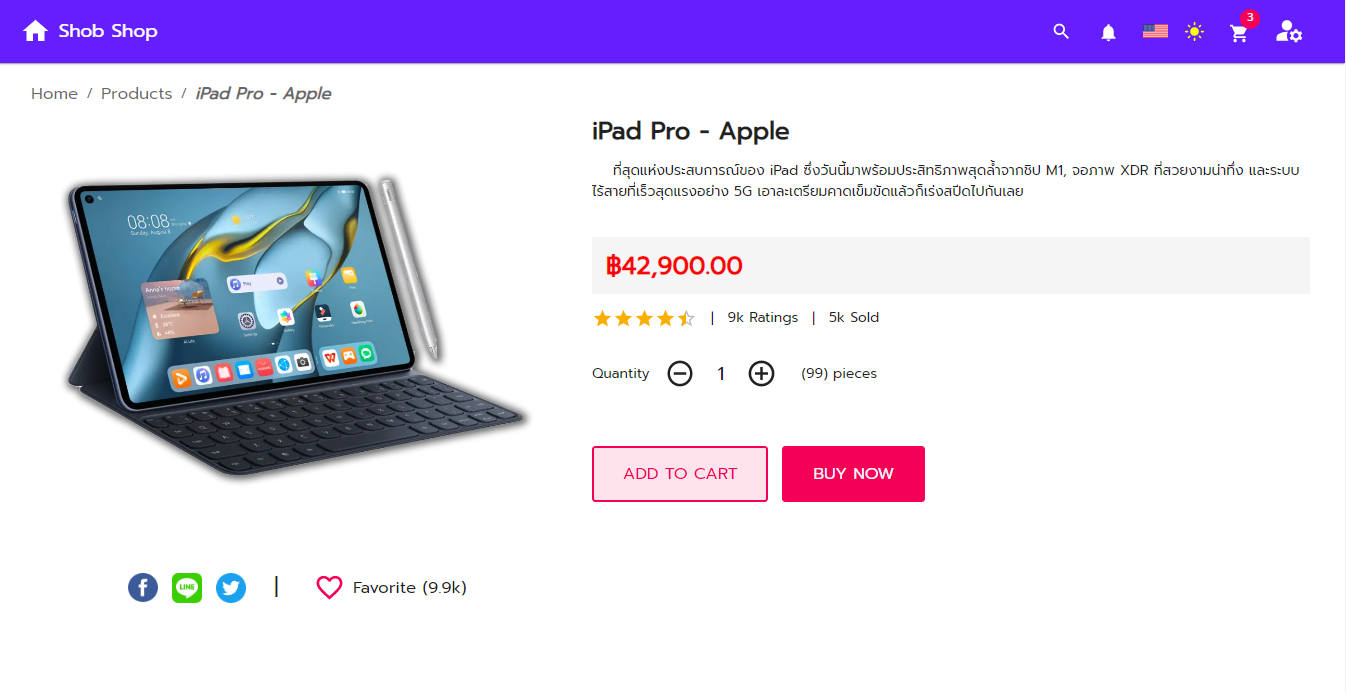 Shob Shop
3
Home / Products / iPad Pro - Apple
iPad Pro - Apple
ที่สุดแห่งประสบการณ์ของ iPad ซึ่งวันนี้มาพร้อมประสิทธิภาพสุดล้ำจากชิป M1, จอภาพ XDR ที่สวยงามน่าทึ่ง และระบบ
ไร้สายที่เร็วสุดแรงอย่าง 5G เอาละเตรียมคาดเข็มขัดแล้วก็เร่งสปีดไปกันเลย
08:08
Sunday, August 8
Anna's home
Excellent
Play
฿42,900.00
| 9k Ratings | 5k Sold
Quantity 1 (99) pieces
ADD TO CART BUY NOW
LINE | Favorite (9.9k)